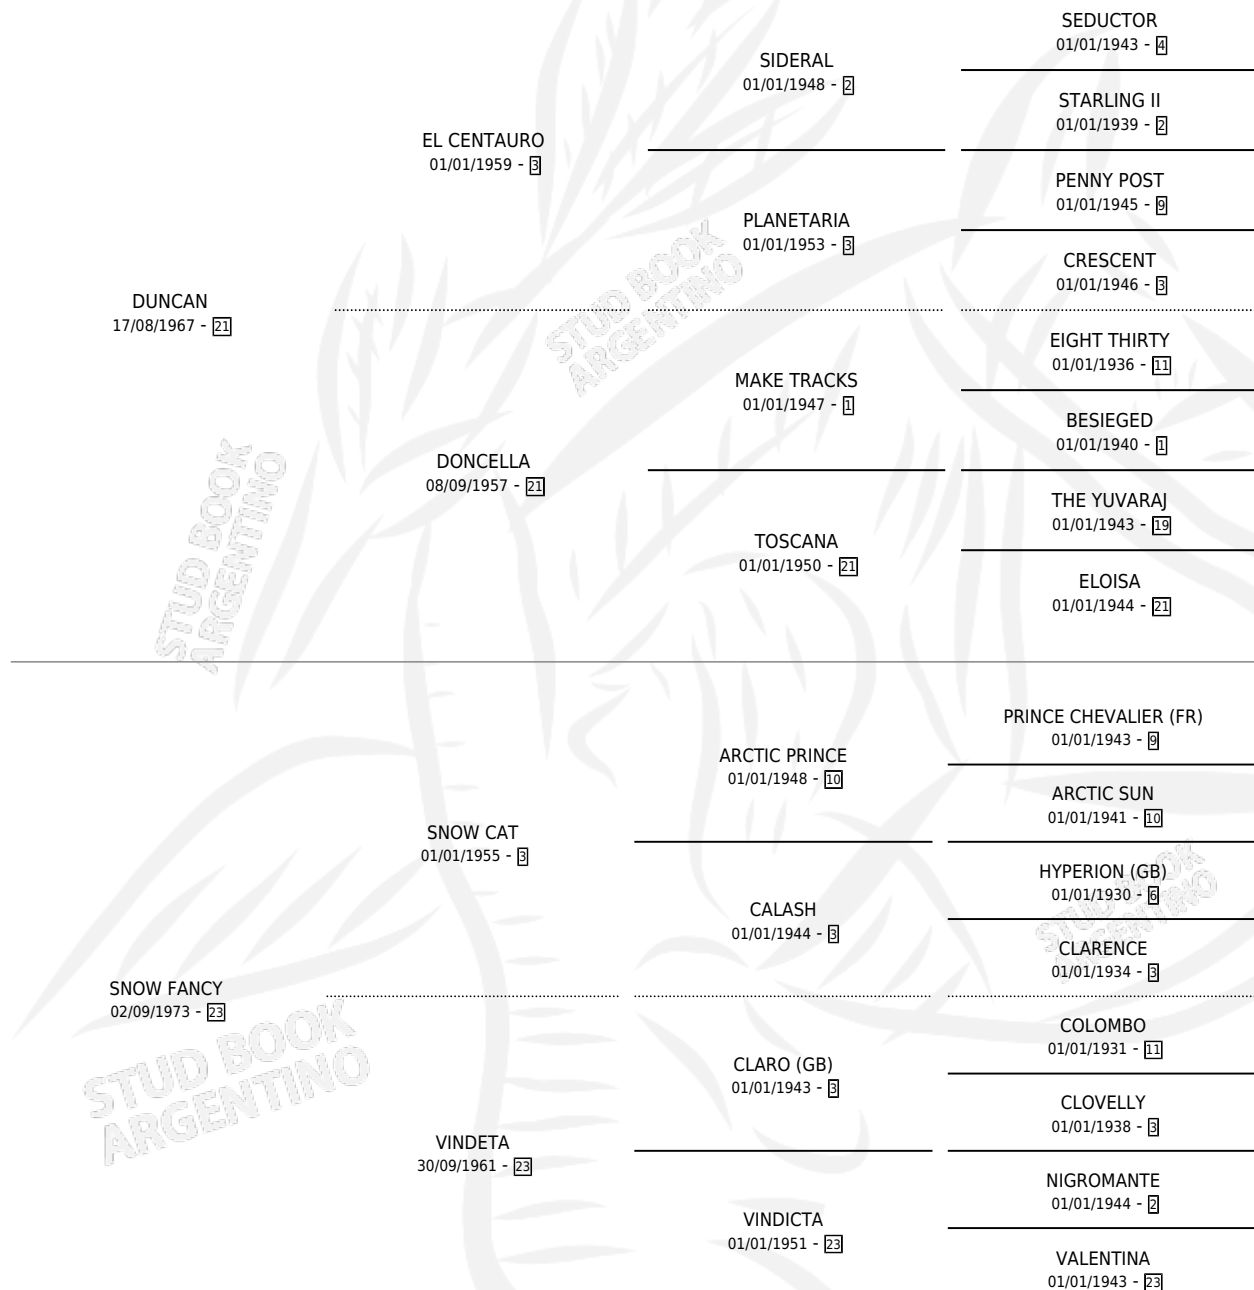 SEDUCTOR
01/01/1943 - 4
SIDERAL
01/01/1948 - 2
STARLING II
01/01/1939 - 2
EL CENTAURO
01/01/1959 - 3
PENNY POST
01/01/1945 - 9
PLANETARIA
01/01/1953 - 3
CRESCENT
01/01/1946 - 3
DUNCAN
17/08/1967 - 21
EIGHT THIRTY
01/01/1936 - 11
MAKE TRACKS
01/01/1947 - 1
BESIEGED
01/01/1940 - 1
DONCELLA
08/09/1957 - 21
THE YUVARAJ
01/01/1943 - 19
TOSCANA
01/01/1950 - 21
ELOISA
01/01/1944 - 21
STUD BOOK
ARGENTINO
STUD BOOK
ARGENTINO
PRINCE CHEVALIER (FR)
01/01/1943 - 9
ARCTIC PRINCE
01/01/1948 - 10
ARCTIC SUN
01/01/1941 - 10
SNOW CAT
01/01/1955 - 3
HYPERION (GB)
01/01/1930 - 6
CALASH
01/01/1944 - 3
CLARENCE
01/01/1934 - 3
SNOW FANCY
02/09/1973 - 23
COLOMBO
01/01/1931 - 11
CLARO (GB)
01/01/1943 - 3
CLOVELLY
01/01/1938 - 3
VINDETA
30/09/1961 - 23
NIGROMANTE
01/01/1944 - 2
VINDICTA
01/01/1951 - 23
VALENTINA
01/01/1943 - 23
STUD BOOK
ARGENTINO
STUD BOOK
ARGENTINO